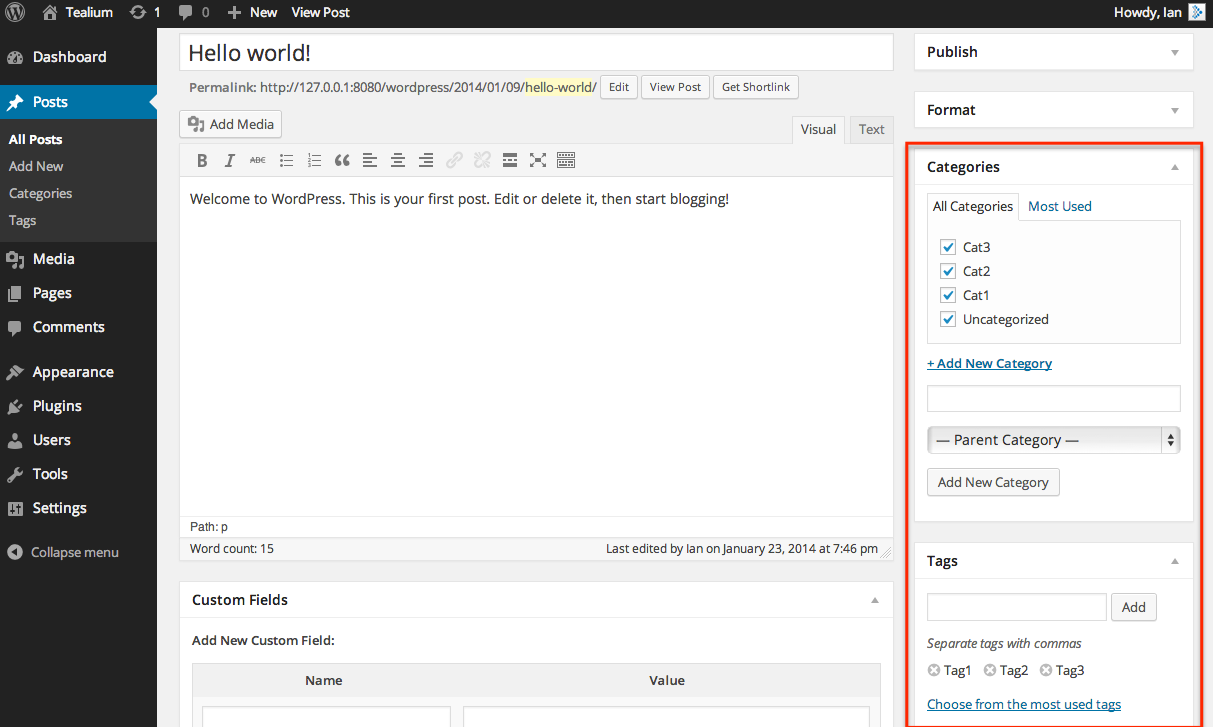 Tealium 1 0 New View Post Howdy, Ian
Dashboard
Posts
All Posts
Add New
Categories
Tags
Media
Pages
Comments
Appearance
Plugins
Users
Tools
Settings
Collapse menu
Hello world!
Permalink: http://127.0.0.1:8080/wordpress/2014/01/09/hello-world/ Edit View Post Get Shortlink
Add Media
Visual Text
B I ABC
Welcome to WordPress. This is your first post. Edit or delete it, then start blogging!
Path: p
Word count: 15 Last edited by Ian on January 23, 2014 at 7:46 pm
Custom Fields
Add New Custom Field:
Name Value
Publish
Format
Categories
All Categories Most Used
Cat3
Cat2
Cat1
Uncategorized
+ Add New Category
— Parent Category —
Add New Category
Tags
Add
Separate tags with commas
Tag1 Tag2 Tag3
Choose from the most used tags